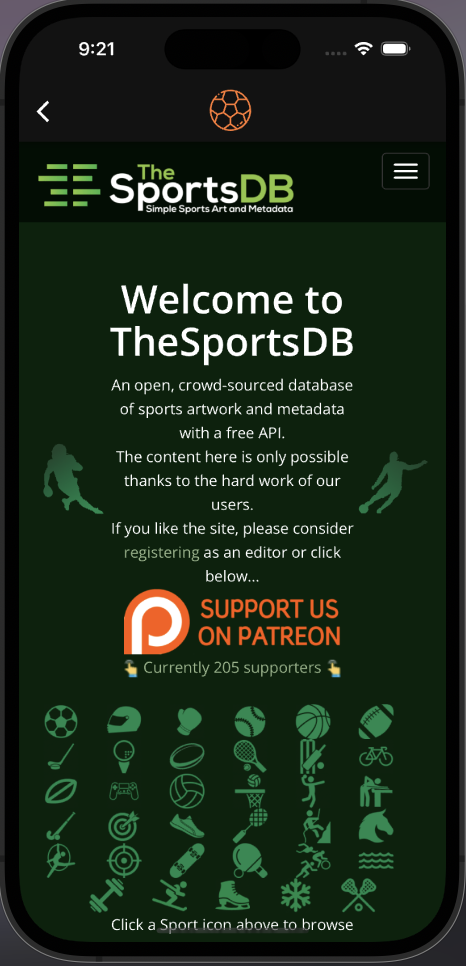 9:21
The
SportsDB
Simple Sports Art and Metadata
Welcome to
TheSportsDB
An open, crowd-sourced database
of sports artwork and metadata
with a free API.
The content here is only possible
thanks to the hard work of our
users.
If you like the site, please consider
registering as an editor or click
below...
SUPPORT US
ON PATREON
Currently 205 supporters
Click a Sport icon above to browse